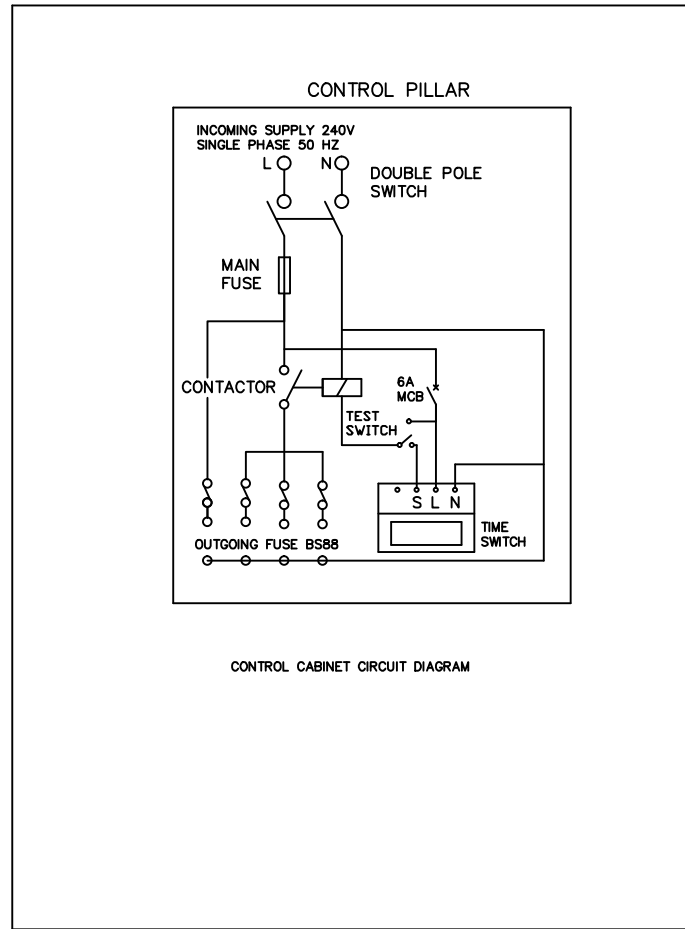 CONTROL PILLAR
INCOMING SUPPLY 240V
SINGLE PHASE 50 HZ
L
N
DOUBLE POLE
SWITCH
MAIN
FUSE
CONTACTOR
6A
MCB
TEST
SWITCH
S L N
TIME
SWITCH
OUTGOING FUSE BS88
CONTROL CABINET CIRCUIT DIAGRAM